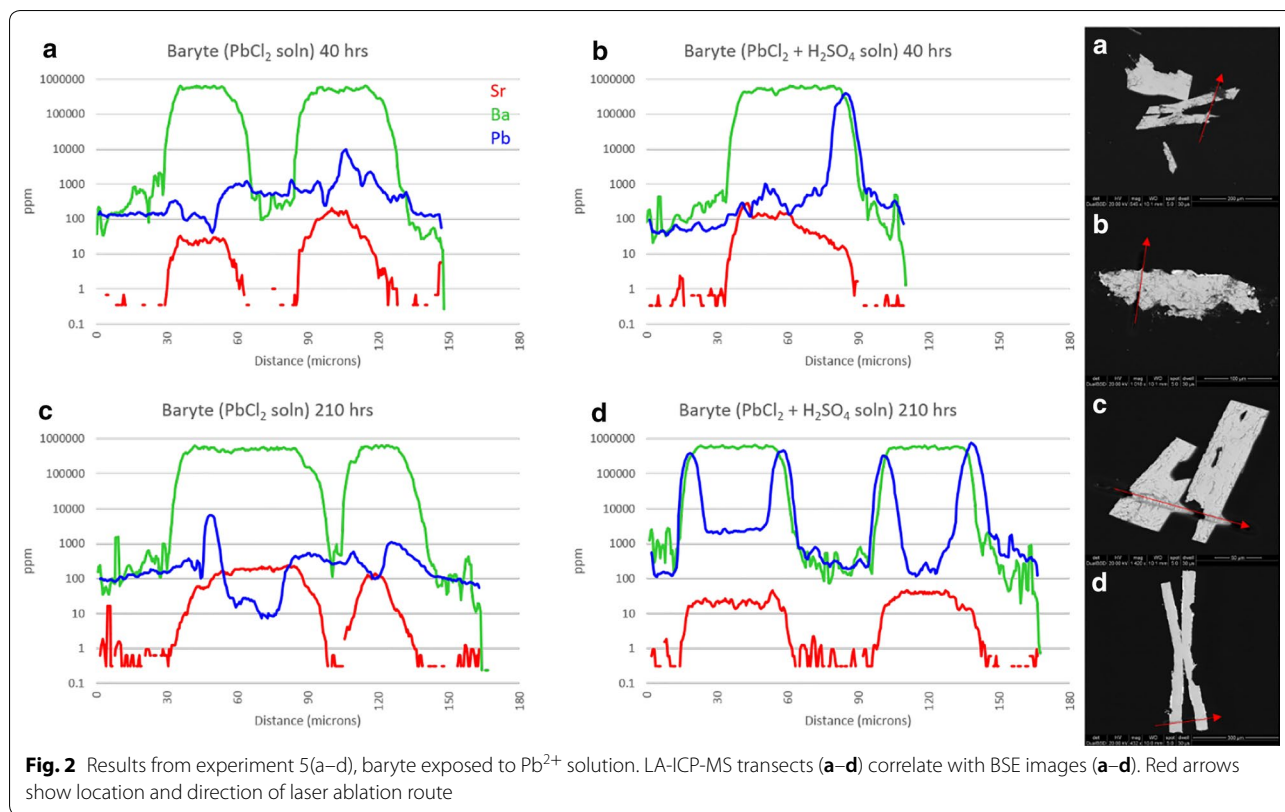 a
Baryte (PbCl₂ soln) 40 hrs
1000000
100000
10000
1000
100
10
1
0.1
ppm
Sr
Ba
Pb
0
30
60
90
120
150
180
Distance (microns)
b
Baryte (PbCl₂ + H₂SO₄ soln) 40 hrs
1000000
100000
10000
1000
100
10
1
0.1
ppm
0
30
60
90
120
150
180
Distance (microns)
c
Baryte (PbCl₂ soln) 210 hrs
1000000
100000
10000
1000
100
10
1
0.1
ppm
0
30
60
90
120
150
180
Distance (microns)
d
Baryte (PbCl₂ + H₂SO₄ soln) 210 hrs
1000000
100000
10000
1000
100
10
1
0.1
ppm
0
30
60
90
120
150
180
Distance (microns)
a
b
c
d
Fig. 2 Results from experiment 5(a–d), baryte exposed to Pb²⁺ solution. LA-ICP-MS transects (a–d) correlate with BSE images (a–d). Red arrows
show location and direction of laser ablation route